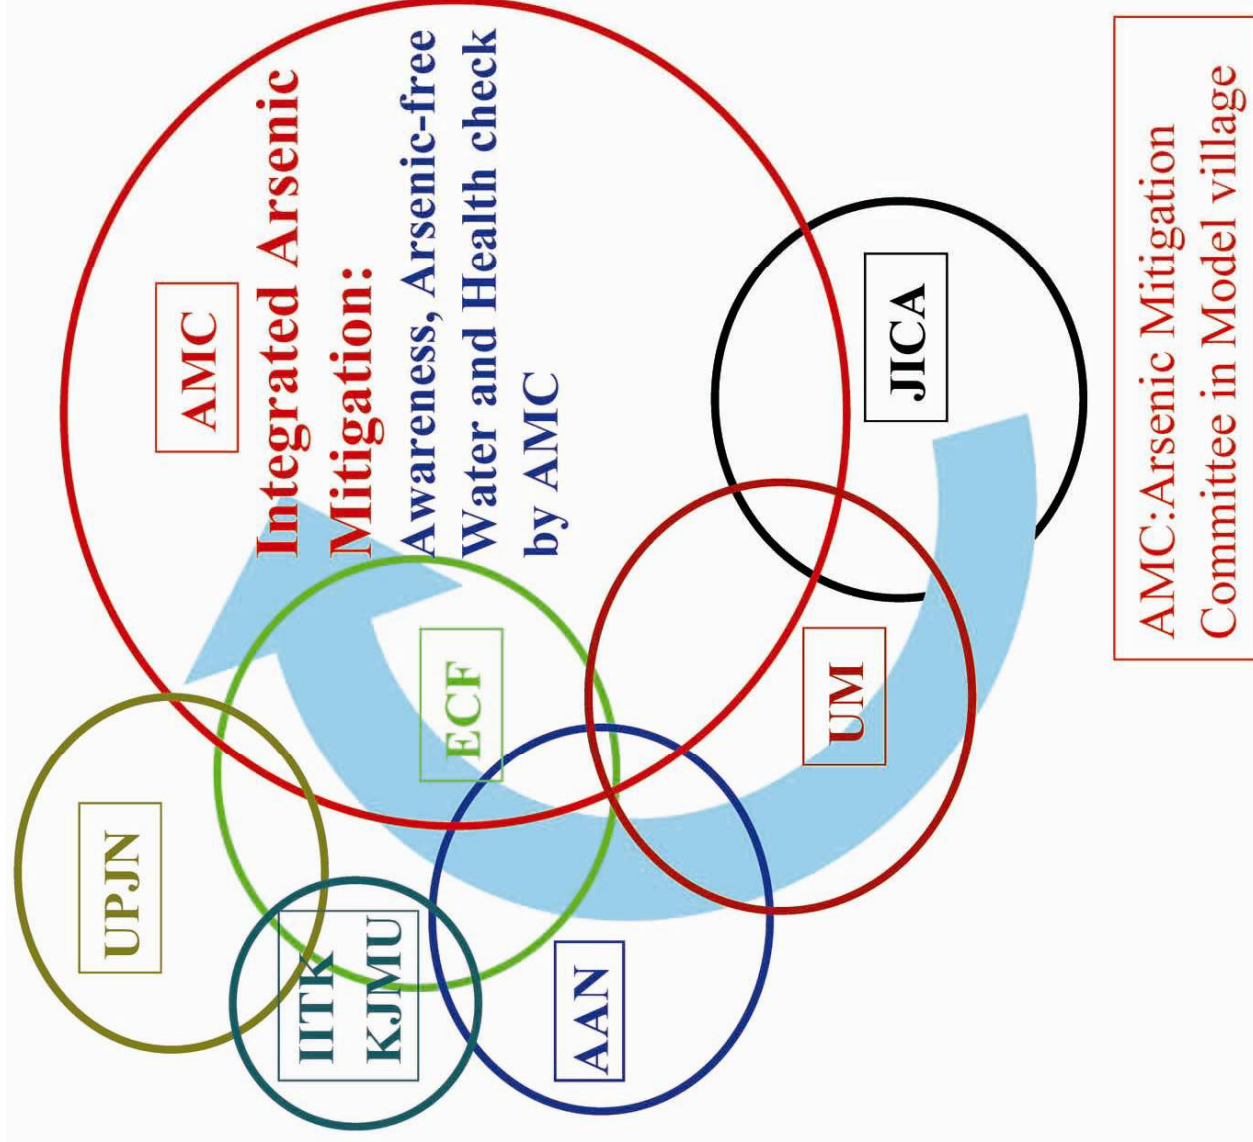 UPJN
IITK
KJMU
AAN
ECF
UM
JICA
AMC
Integrated Arsenic
Mitigation:
Awareness, Arsenic-free
Water and Health check
by AMC
AMC:Arsenic Mitigation
Committee in Model village